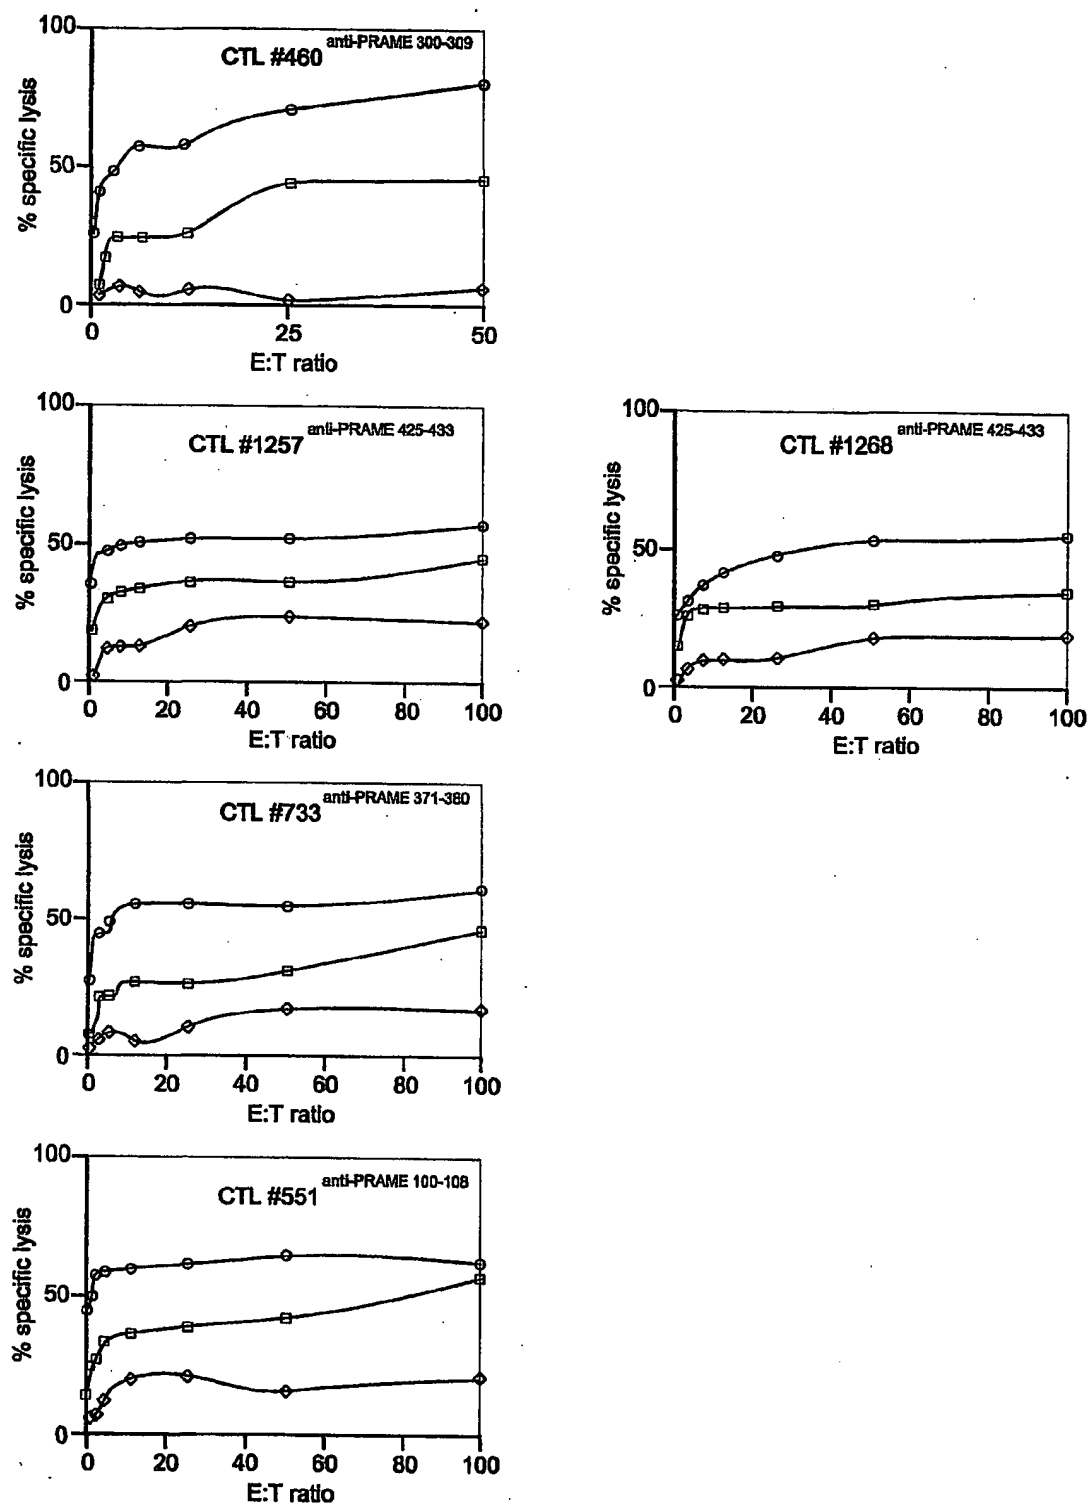 100
CTL #460 anti-PRAME 300-309
% specific lysis
50
0
0 25 50
E:T ratio
100
CTL #1257 anti-PRAME 425-433
% specific lysis
50
0
0 20 40 60 80 100
E:T ratio
100
CTL #1268 anti-PRAME 425-433
% specific lysis
50
0
0 20 40 60 80 100
E:T ratio
100
CTL #733 anti-PRAME 371-380
% specific lysis
50
0
0 20 40 60 80 100
E:T ratio
100
CTL #551 anti-PRAME 100-108
% specific lysis
50
0
0 20 40 60 80 100
E:T ratio